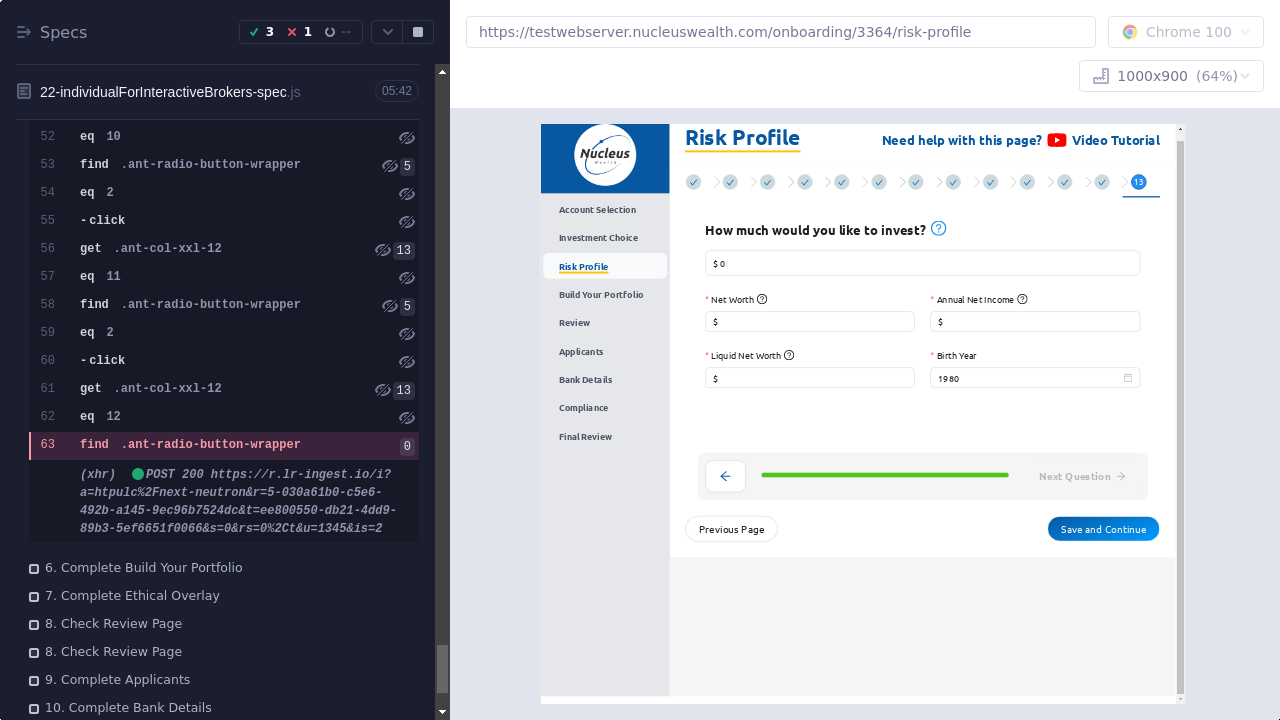 Specs
3
1
--
22-individualForInteractiveBrokers-spec.js
05:42
52 eq 10
53 find .ant-radio-button-wrapper 5
54 eq 2
55 -click
56 get .ant-col-xxl-12 13
57 eq 11
58 find .ant-radio-button-wrapper 5
59 eq 2
60 -click
61 get .ant-col-xxl-12 13
62 eq 12
63 find .ant-radio-button-wrapper 0
(xhr) POST 200 https://r.lr-ingest.io/i?
a=htpulc%2Fnext-neutron&r=5-030a61b0-c5e6-
492b-a145-9ec96b7524dc&t=ee800550-db21-4dd9-
89b3-5ef6651f0066&s=0&rs=0%2Ct&u=1345&is=2
6. Complete Build Your Portfolio
7. Complete Ethical Overlay
8. Check Review Page
8. Check Review Page
9. Complete Applicants
10. Complete Bank Details
https://testwebserver.nucleuswealth.com/onboarding/3364/risk-profile
Chrome 100
1000x900 (64%)
Nucleus
Wealth
Account Selection
Investment Choice
Risk Profile
Build Your Portfolio
Review
Applicants
Bank Details
Compliance
Final Review
Risk Profile
Need help with this page? Video Tutorial
13
How much would you like to invest?
$ 0
* Net Worth
* Annual Net Income
$
$
* Liquid Net Worth
* Birth Year
$
1980
Next Question
Previous Page
Save and Continue